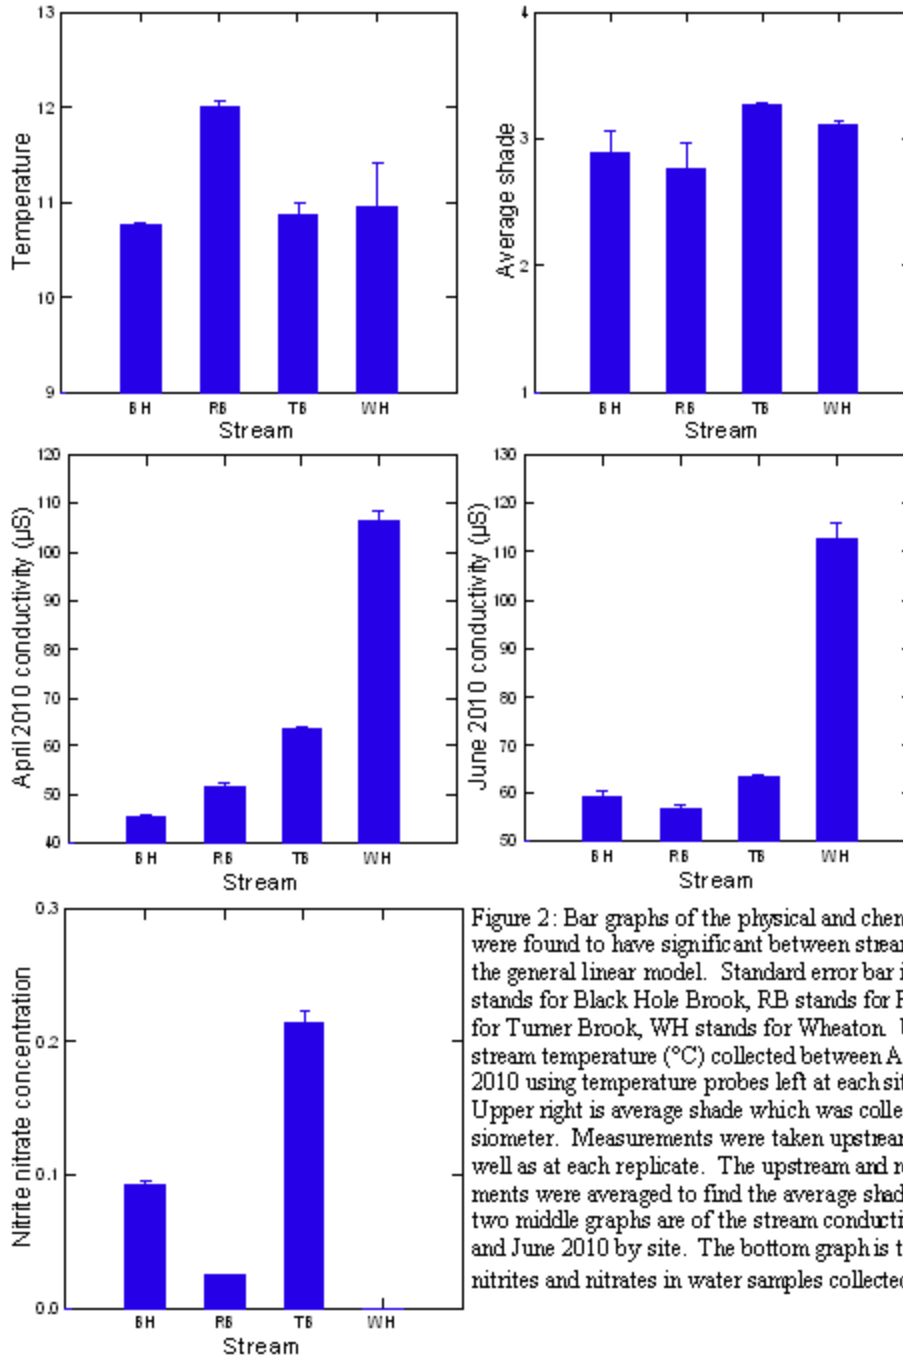 13
12
11
10
9
Temperature
BH RB TB WH
Stream
4
3
2
1
Average shade
BH RB TB WH
Stream
120
110
100
90
80
70
60
50
40
April 2010 conductivity (µS)
BH RB TB WH
Stream
130
120
110
100
90
80
70
60
50
June 2010 conductivity (µS)
BH RB TB WH
Stream
0.3
0.2
0.1
0.0
Nitrite nitrate concentration
BH RB TB WH
Stream
Figure 2: Bar graphs of the physical and chem
were found to have significant between strea
the general linear model. Standard error bar i
stands for Black Hole Brook, RB stands for
for Turner Brook, WH stands for Wheaton.
stream temperature (°C) collected between A
2010 using temperature probes left at each sit
Upper right is average shade which was colle
siometer. Measurements were taken upstrea
well as at each replicate. The upstream and r
ments were averaged to find the average shad
two middle graphs are of the stream conducti
and June 2010 by site. The bottom graph is t
nitrites and nitrates in water samples collected